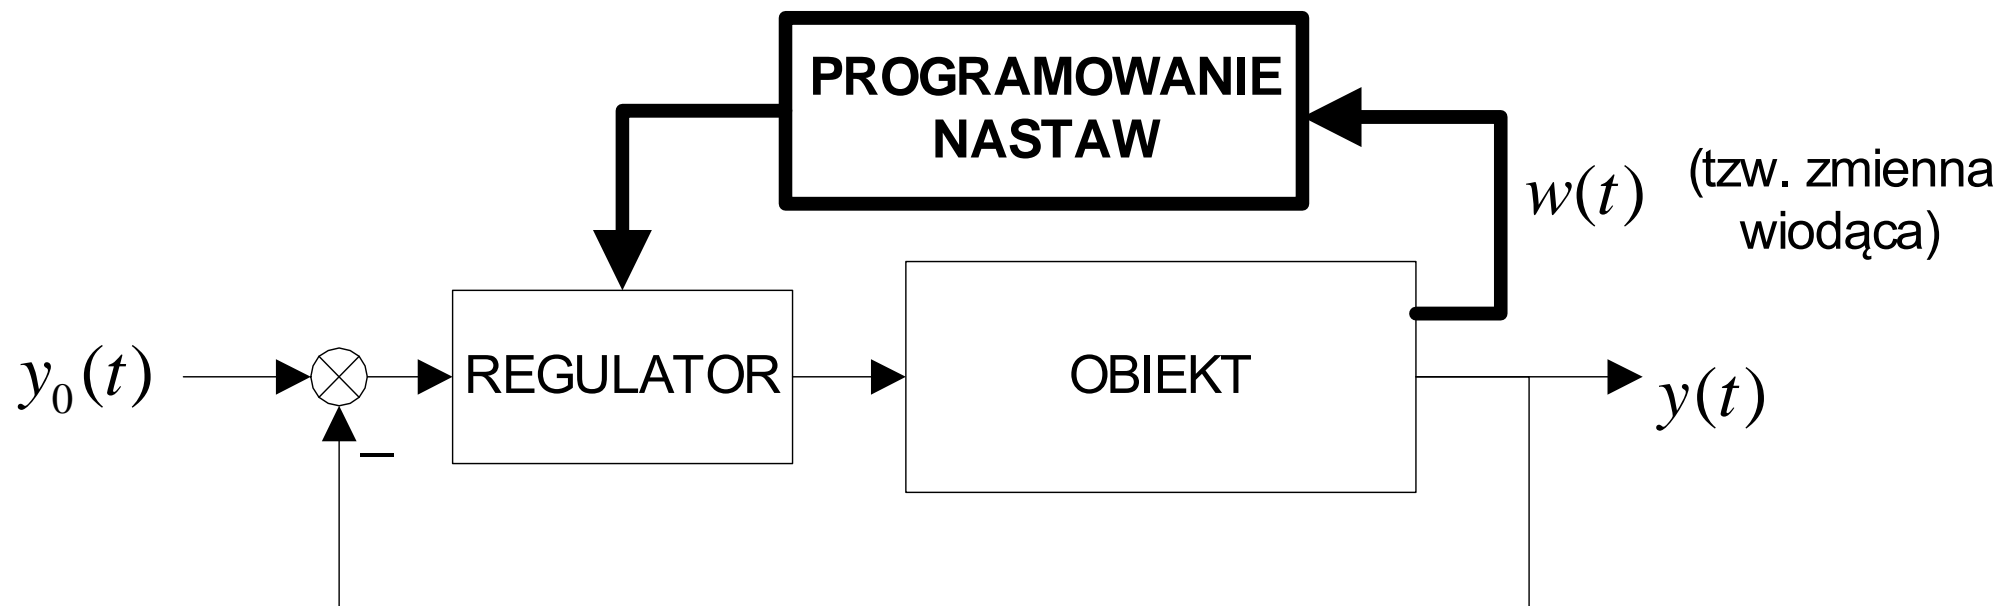 PROGRAMOWANIE
NASTAW
w(t)
(tzw. zmienna
wiodąca)
y₀(t)
REGULATOR
OBIEKT
y(t)
–